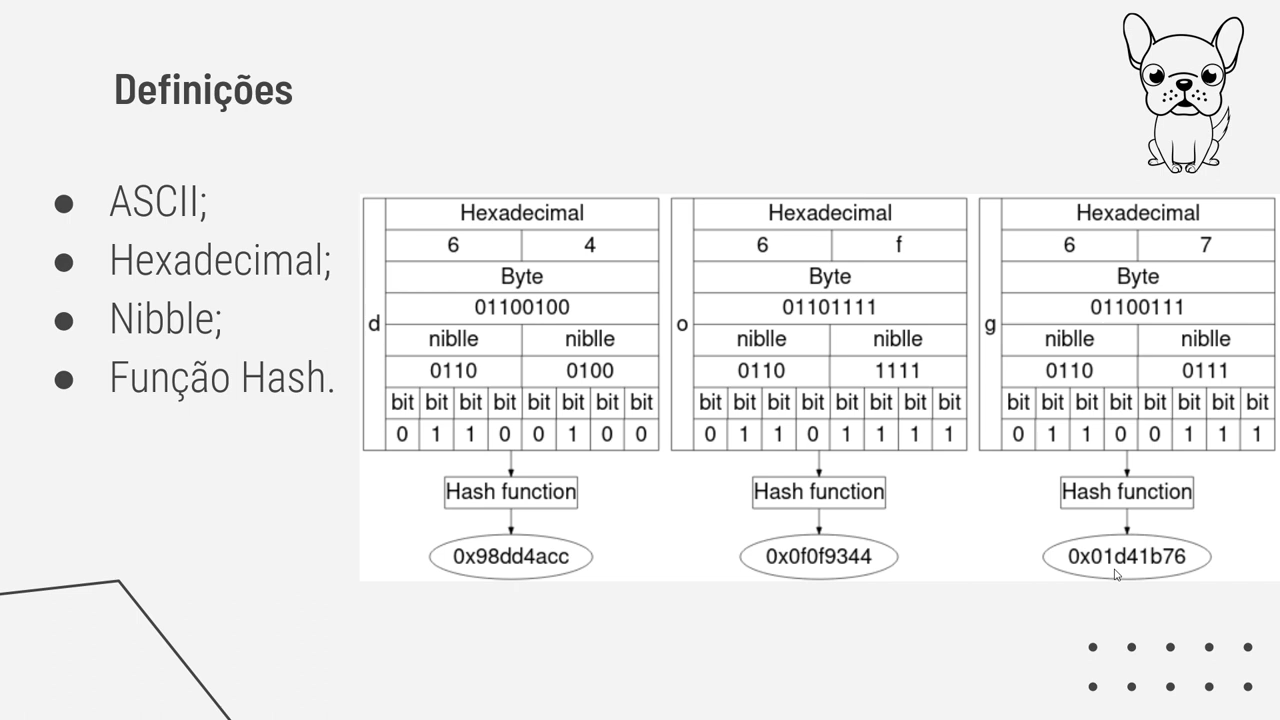 Definições
● ASCII;
● Hexadecimal;
● Nibble;
● Função Hash.
d
Hexadecimal
6 4
Byte
01100100
niblle niblle
0110 0100
bit bit bit bit bit bit bit bit
0 1 1 0 0 1 0 0
Hash function
0x98dd4acc
o
Hexadecimal
6 f
Byte
01101111
niblle niblle
0110 1111
bit bit bit bit bit bit bit bit
0 1 1 0 1 1 1 1
Hash function
0x0f0f9344
g
Hexadecimal
6 7
Byte
01100111
niblle niblle
0110 0111
bit bit bit bit bit bit bit bit
0 1 1 0 0 1 1 1
Hash function
0x01d41b76